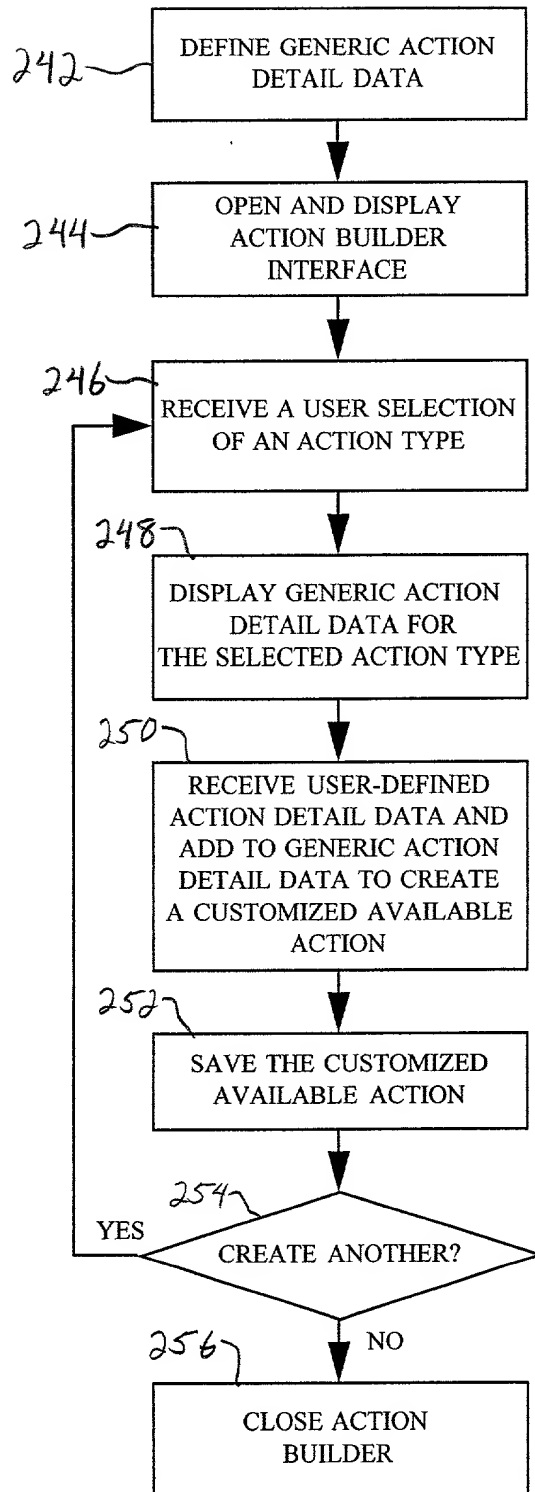 242
DEFINE GENERIC ACTION
DETAIL DATA
244
OPEN AND DISPLAY
ACTION BUILDER
INTERFACE
246
RECEIVE A USER SELECTION
OF AN ACTION TYPE
248
DISPLAY GENERIC ACTION
DETAIL DATA FOR
THE SELECTED ACTION TYPE
250
RECEIVE USER-DEFINED
ACTION DETAIL DATA AND
ADD TO GENERIC ACTION
DETAIL DATA TO CREATE
A CUSTOMIZED AVAILABLE
ACTION
252
SAVE THE CUSTOMIZED
AVAILABLE ACTION
254
YES
CREATE ANOTHER?
NO
256
CLOSE ACTION
BUILDER